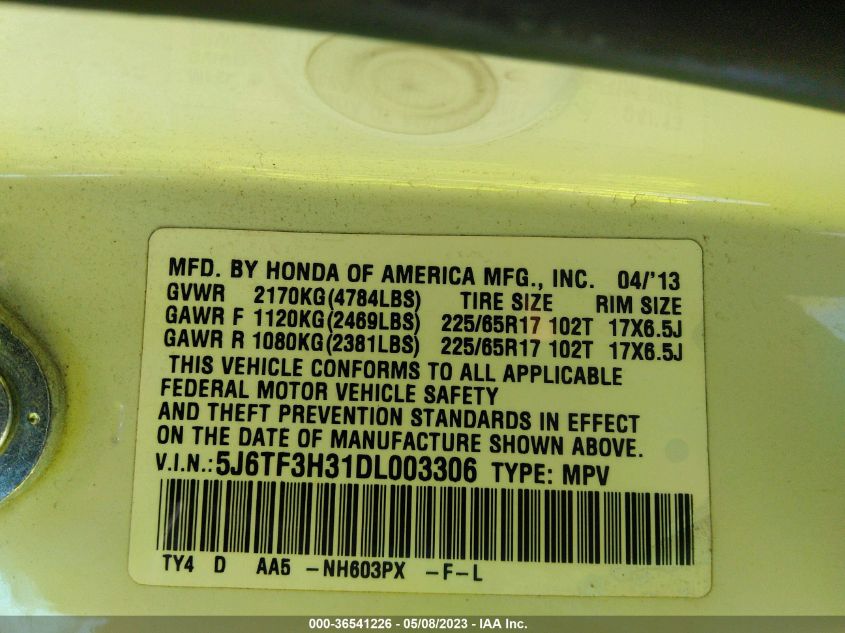 MFD. BY HONDA OF AMERICA MFG., INC. 04/'13
GVWR 2170KG(4784LBS) TIRE SIZE RIM SIZE
GAWR F 1120KG(2469LBS) 225/65R17 102T 17X6.5J
GAWR R 1080KG(2381LBS) 225/65R17 102T 17X6.5J
THIS VEHICLE CONFORMS TO ALL APPLICABLE
FEDERAL MOTOR VEHICLE SAFETY
AND THEFT PREVENTION STANDARDS IN EFFECT
ON THE DATE OF MANUFACTURE SHOWN ABOVE.
V.I.N.:5J6TF3H31DL003306 TYPE: MPV
TY4 D AA5 -NH603PX -F-L
000-36541226 - 05/08/2023 - IAA Inc.